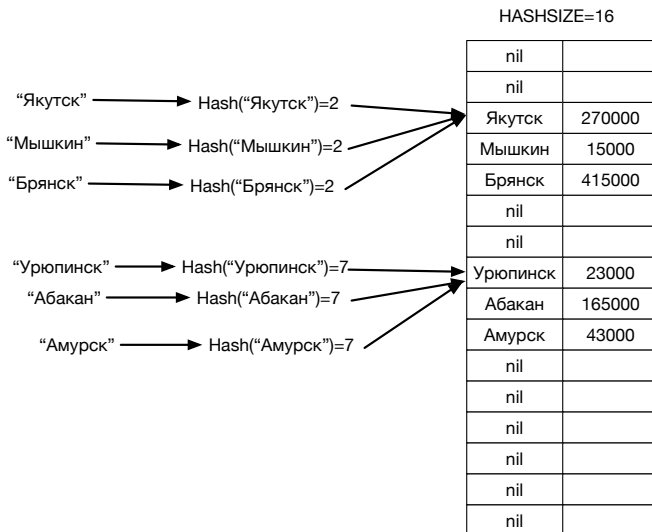 HASHSIZE=16
nil
nil
“Якутск” Hash(“Якутск”)=2
Якутск 270000
“Мышкин” Hash(“Мышкин”)=2
Мышкин 15000
“Брянск” Hash(“Брянск”)=2
Брянск 415000
nil
nil
“Урюпинск” Hash(“Урюпинск”)=7
Урюпинск 23000
“Абакан” Hash(“Абакан”)=7
Абакан 165000
“Амурск” Hash(“Амурск”)=7
Амурск 43000
nil
nil
nil
nil
nil
nil